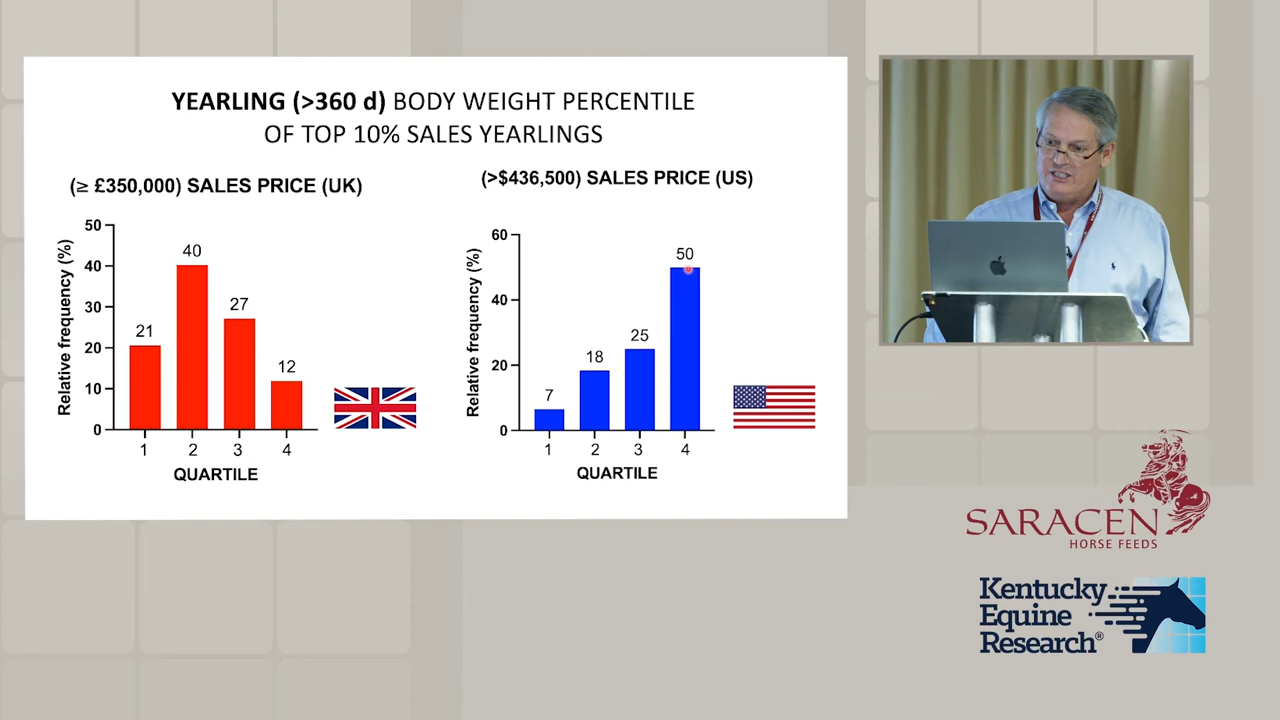 YEARLING (>360 d) BODY WEIGHT PERCENTILE
OF TOP 10% SALES YEARLINGS
(≥ £350,000) SALES PRICE (UK)
Relative frequency (%)
50
40
30
20
10
0
21
40
27
12
1 2 3 4
QUARTILE
(>$436,500) SALES PRICE (US)
Relative frequency (%)
60
40
20
0
7
18
25
50
1 2 3 4
QUARTILE
SARACEN
HORSE FEEDS
Kentucky
Equine
Research®